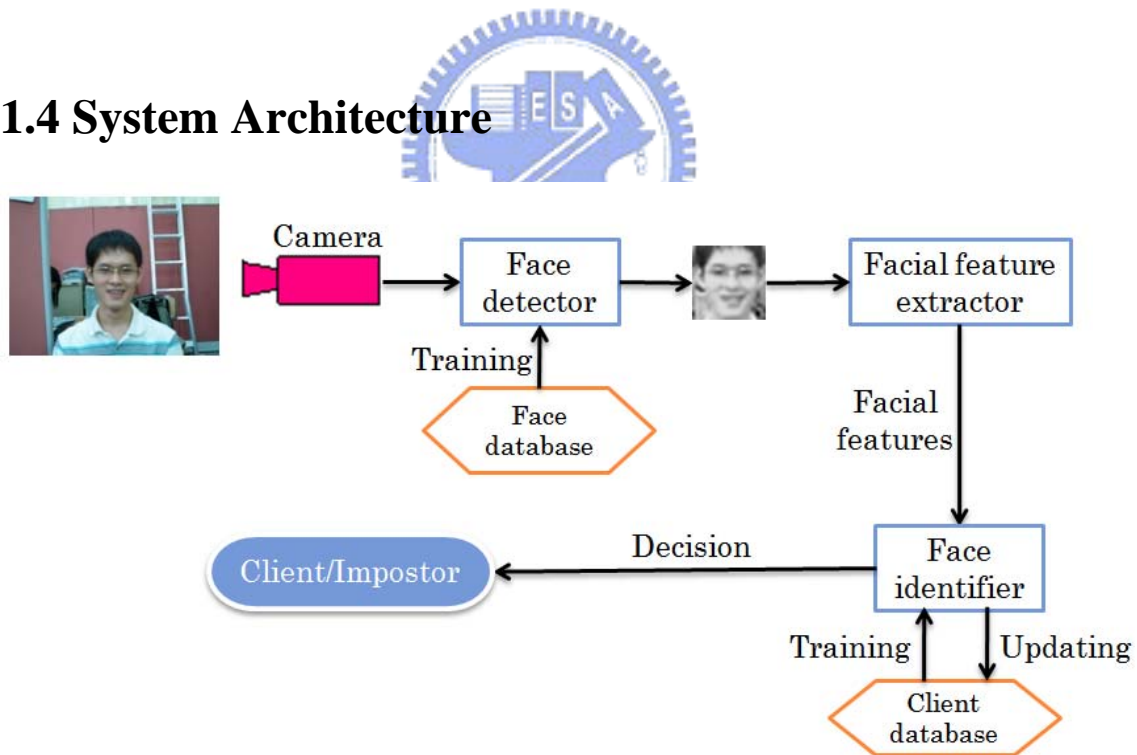 ESA
1.4 System Architecture
Camera
Face
detector
Facial feature
extractor
Training
Face
database
Facial
features
Decision
Client/Impostor
Face
identifier
Training
Updating
Client
database